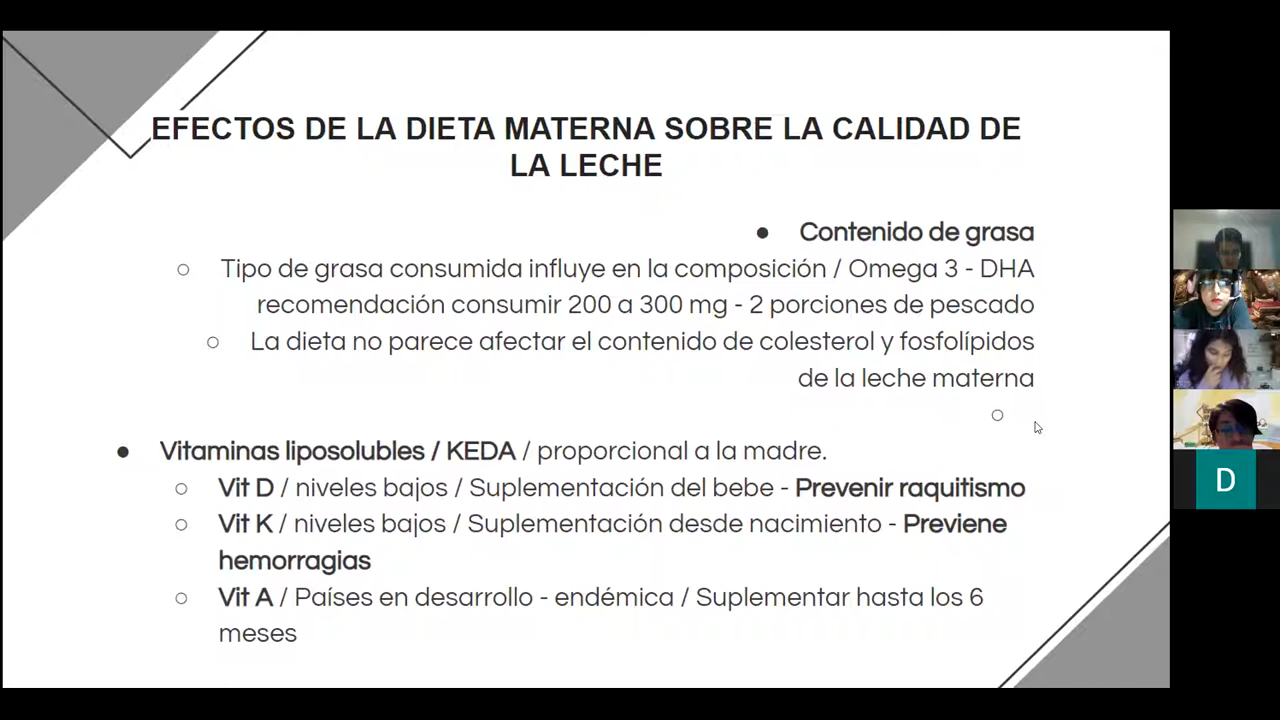 EFECTOS DE LA DIETA MATERNA SOBRE LA CALIDAD DE
LA LECHE
● Contenido de grasa
○ Tipo de grasa consumida influye en la composición / Omega 3 - DHA
recomendación consumir 200 a 300 mg - 2 porciones de pescado
○ La dieta no parece afectar el contenido de colesterol y fosfolípidos
de la leche materna
○
● Vitaminas liposolubles / KEDA / proporcional a la madre.
○ Vit D / niveles bajos / Suplementación del bebe - Prevenir raquitismo
○ Vit K / niveles bajos / Suplementación desde nacimiento - Previene
hemorragias
○ Vit A / Países en desarrollo - endémica / Suplementar hasta los 6
meses
D